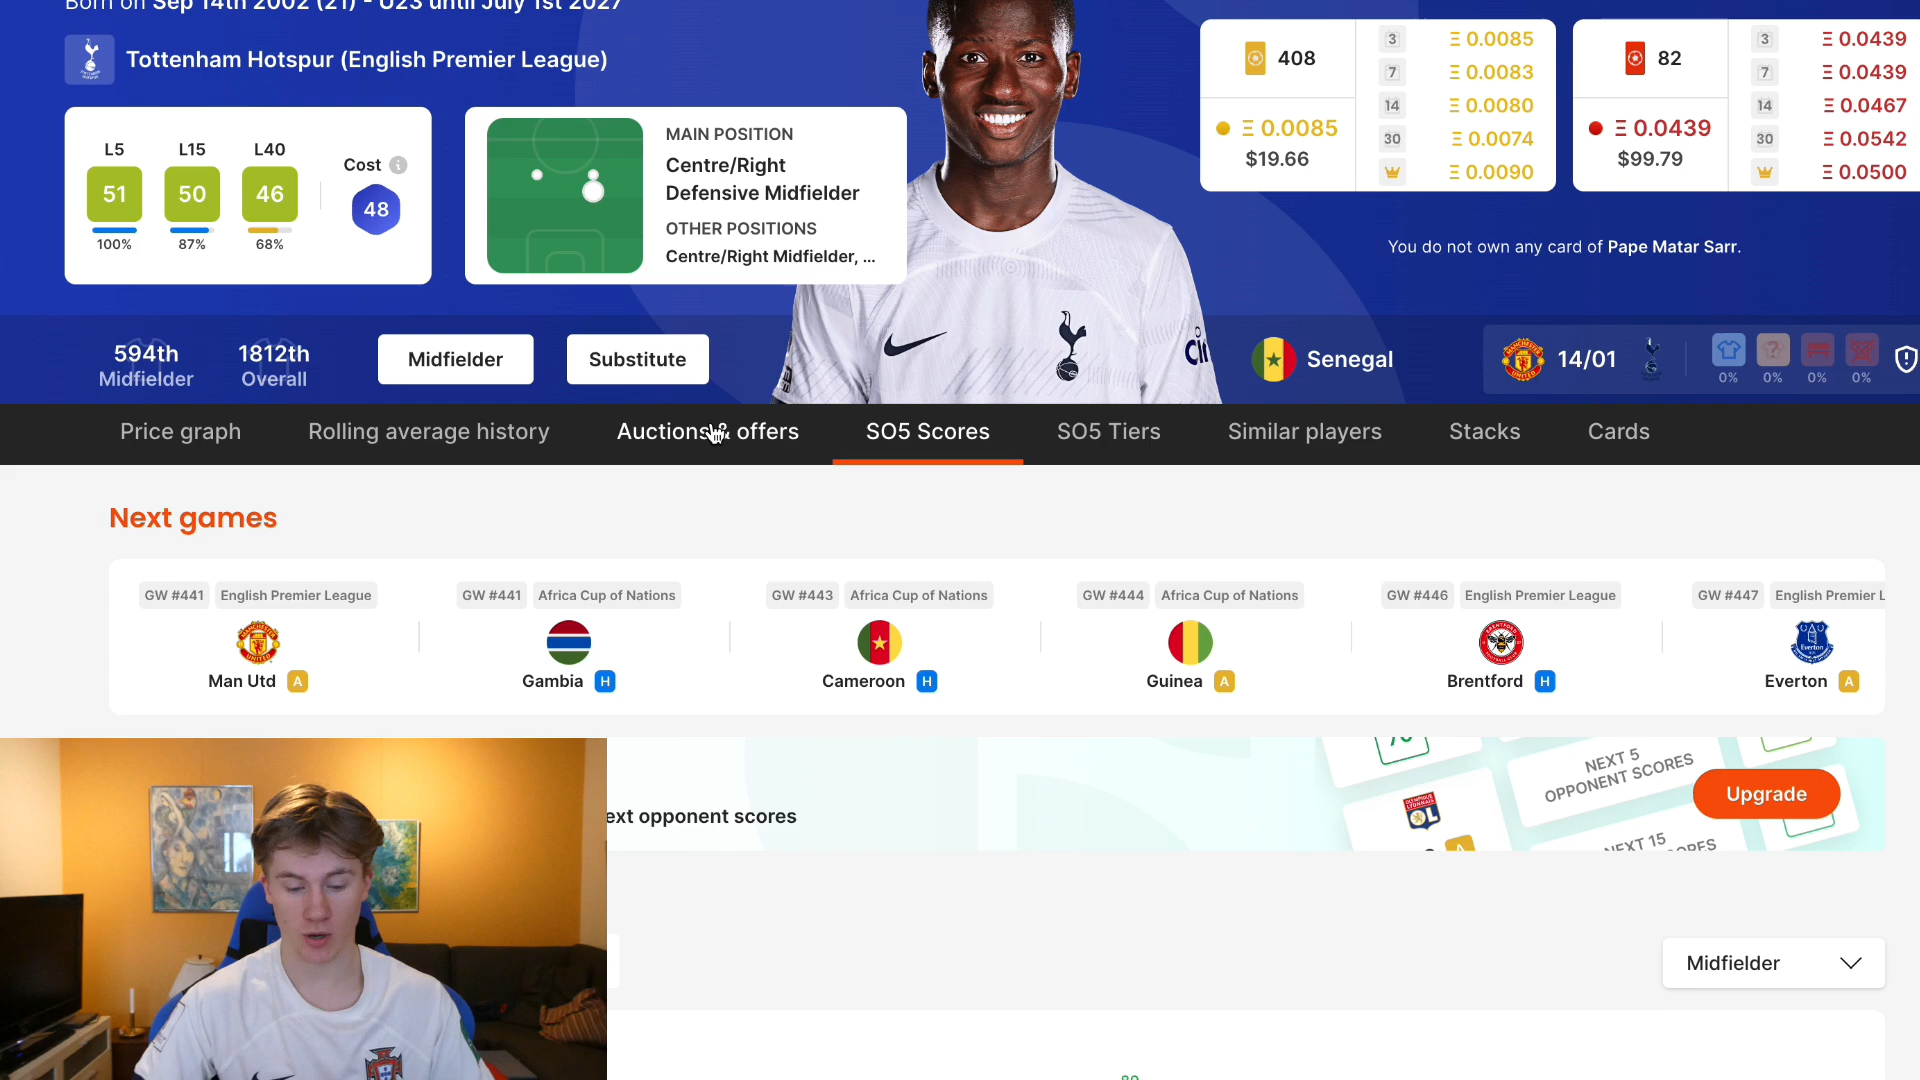 Born on Sep 14th 2002 (21) - U23 until July 1st 2027
Tottenham Hotspur (English Premier League)
L5 L15 L40
51 50 46
100% 87% 68%
Cost
48
MAIN POSITION
Centre/Right
Defensive Midfielder
OTHER POSITIONS
Centre/Right Midfielder, ...
408
Ξ 0.0085
$19.66
3 Ξ 0.0085
7 Ξ 0.0083
14 Ξ 0.0080
30 Ξ 0.0074
Ξ 0.0090
82
Ξ 0.0439
$99.79
3 Ξ 0.0439
7 Ξ 0.0439
14 Ξ 0.0467
30 Ξ 0.0542
Ξ 0.0500
You do not own any card of Pape Matar Sarr.
594th
Midfielder
1812th
Overall
Midfielder
Substitute
Senegal
14/01
0% 0% 0% 0%
Price graph Rolling average history Auctions & offers SO5 Scores SO5 Tiers Similar players Stacks Cards
Next games
GW #441 English Premier League
Man Utd A
GW #441 Africa Cup of Nations
Gambia H
GW #443 Africa Cup of Nations
Cameroon H
GW #444 Africa Cup of Nations
Guinea A
GW #446 English Premier League
Brentford H
GW #447 English Premier L
Everton A
ext opponent scores
NEXT 5
OPPONENT SCORES
NEXT 15
Upgrade
Midfielder